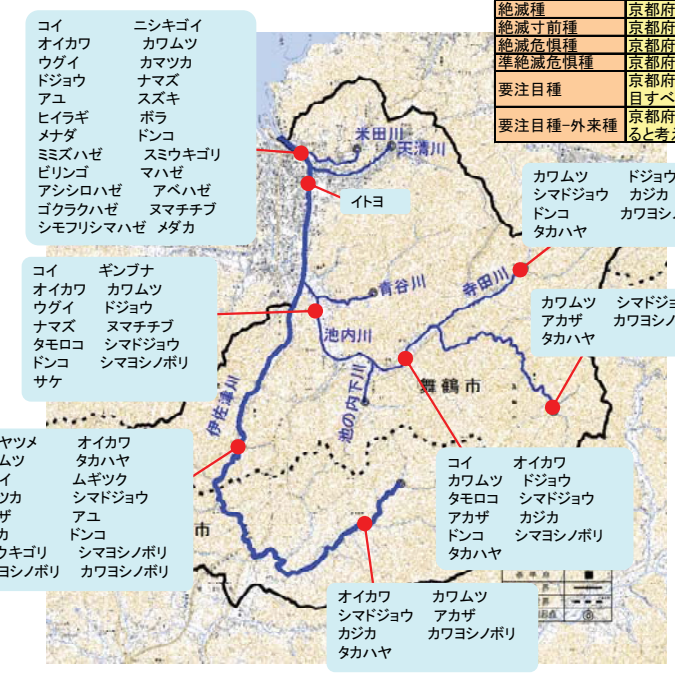 コイ ニシキゴイ
オイカワ カワムツ
ウグイ カマツカ
ドジョウ ナマズ
アユ スズキ
ヒイラギ ボラ
メナダ ドンコ
ミミズハゼ スミウキゴリ
ビリンゴ マハゼ
アシシロハゼ アベハゼ
ゴクラクハゼ ヌマチチブ
シモフリシマハゼ メダカ
絶滅種 京都府
絶滅寸前種 京都府
絶滅危惧種 京都府
準絶滅危惧種 京都府
要注目種 京都府
目すべ
要注目種-外来種 京都府
ると考え
米田川
天清川
イトヨ
カワムツ ドジョウ
シマドジョウ カジカ
ドンコ カワヨシノ
タカハヤ
コイ ギンブナ
オイカワ カワムツ
ウグイ ドジョウ
ナマズ ヌマチチブ
タモロコ シマドジョウ
ドンコ シマヨシノボリ
サケ
青谷川
寺田川
カワムツ シマドジョ
アカザ カワヨシノ
タカハヤ
池内川
池の内下川
舞鶴市
伊佐津川
ヤツメ オイカワ
ムツ タカハヤ
イ ムギツク
ツカ シマドジョウ
ザ アユ
カ ドンコ
ウキゴリ シマヨシノボリ
ヨシノボリ カワヨシノボリ
市
コイ オイカワ
カワムツ ドジョウ
タモロコ シマドジョウ
アカザ カジカ
ドンコ シマヨシノボリ
タカハヤ
オイカワ カワムツ
シマドジョウ アカザ
カジカ カワヨシノボリ
タカハヤ